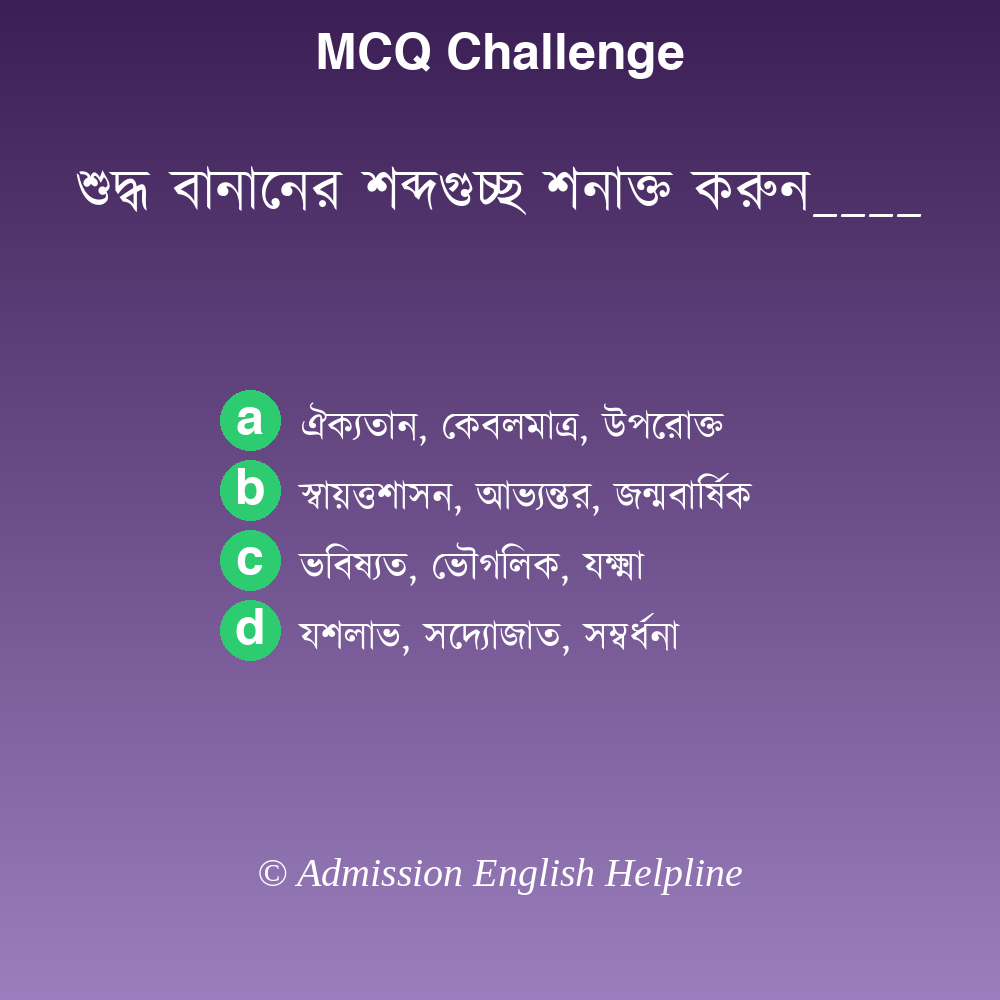 MCQ Challenge
শুদ্ধ বানানের শব্দগুচ্ছ শনাক্ত করুন____
a ঐক্যতান, কেবলমাত্র, উপরোক্ত
b স্বায়ত্তশাসন, আভ্যন্তর, জন্মবার্ষিক
c ভবিষ্যত, ভৌগলিক, যক্ষ্মা
d যশলাভ, সদ্যোজাত, সম্বর্ধনা
© Admission English Helpline